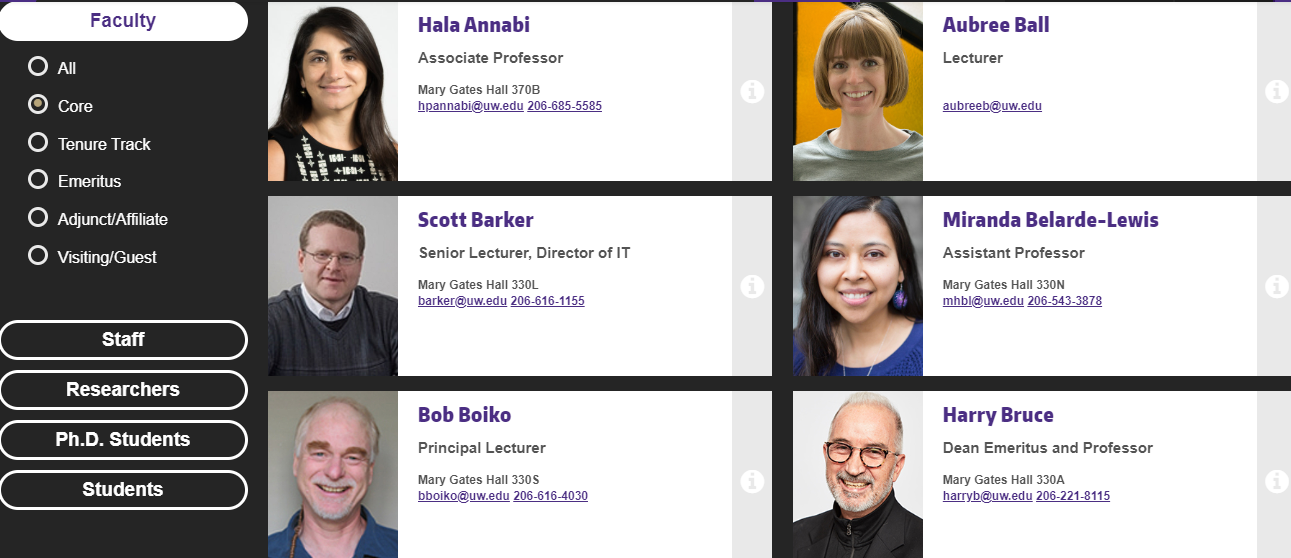 Faculty
All
Core
Tenure Track
Emeritus
Adjunct/Affiliate
Visiting/Guest
Staff
Researchers
Ph.D. Students
Students
Hala Annabi
Associate Professor
Mary Gates Hall 370B
hpannabi@uw.edu 206-685-5585
Aubree Ball
Lecturer
aubreeb@uw.edu
Scott Barker
Senior Lecturer, Director of IT
Mary Gates Hall 330L
barker@uw.edu 206-616-1155
Miranda Belarde-Lewis
Assistant Professor
Mary Gates Hall 330N
mhbl@uw.edu 206-543-3878
Bob Boiko
Principal Lecturer
Mary Gates Hall 330S
bboiko@uw.edu 206-616-4030
Harry Bruce
Dean Emeritus and Professor
Mary Gates Hall 330A
harryb@uw.edu 206-221-8115